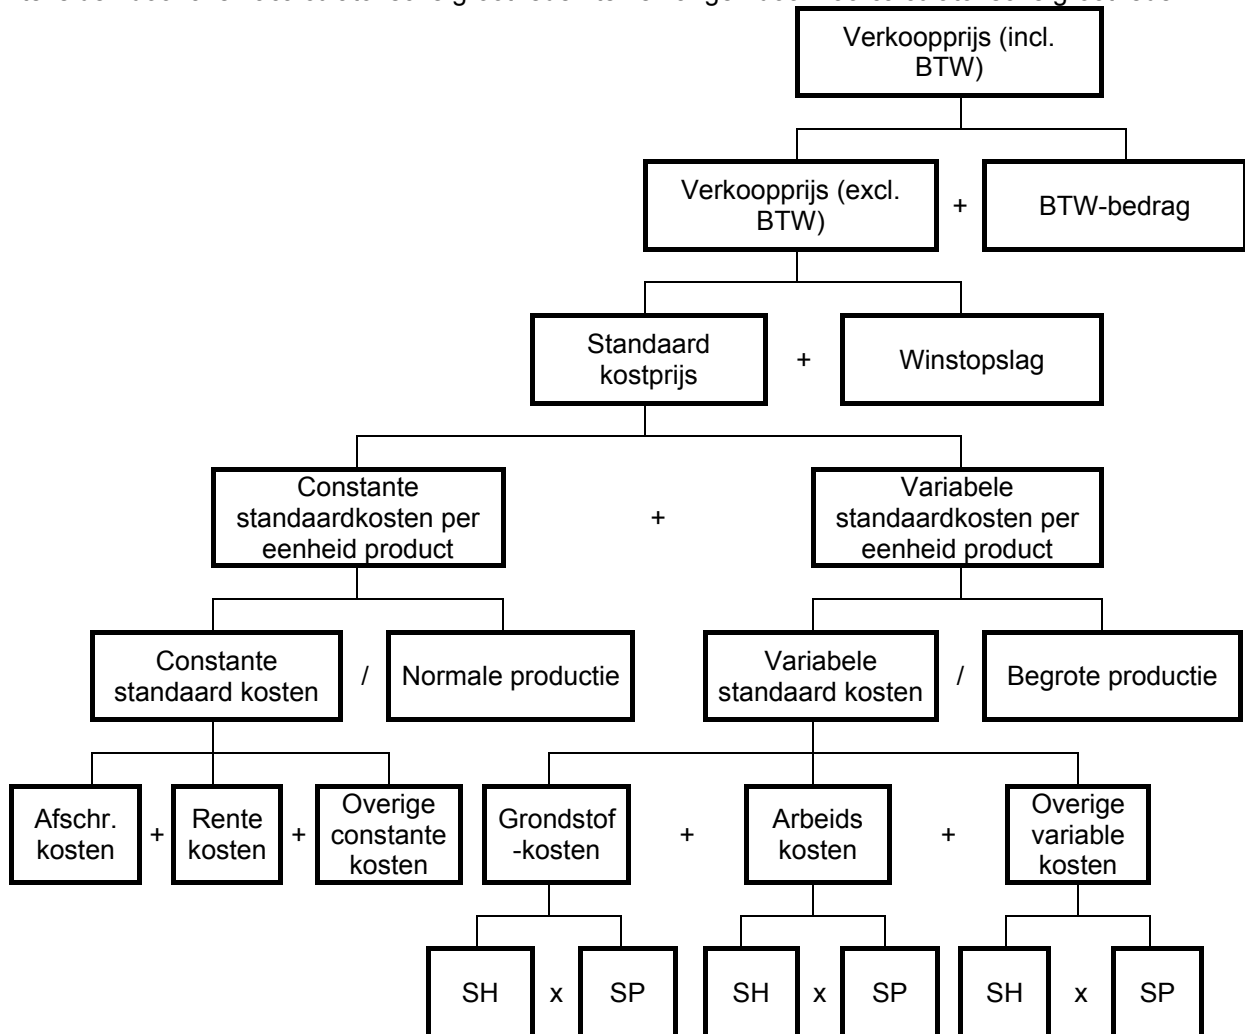 Verkoopprijs (incl.
BTW)
Verkoopprijs (excl.
BTW)
+
BTW-bedrag
Standaard
kostprijs
+
Winstopslag
Constante
standaardkosten per
eenheid product
+
Variabele
standaardkosten per
eenheid product
Constante
standaard kosten
/
Normale productie
Variabele
standaard kosten
/
Begrote productie
Afschr.
kosten
+
Rente
kosten
+
Overige
constante
kosten
Grondstof
-kosten
+
Arbeids
kosten
+
Overige
variable
kosten
SH
x
SP
SH
x
SP
SH
x
SP